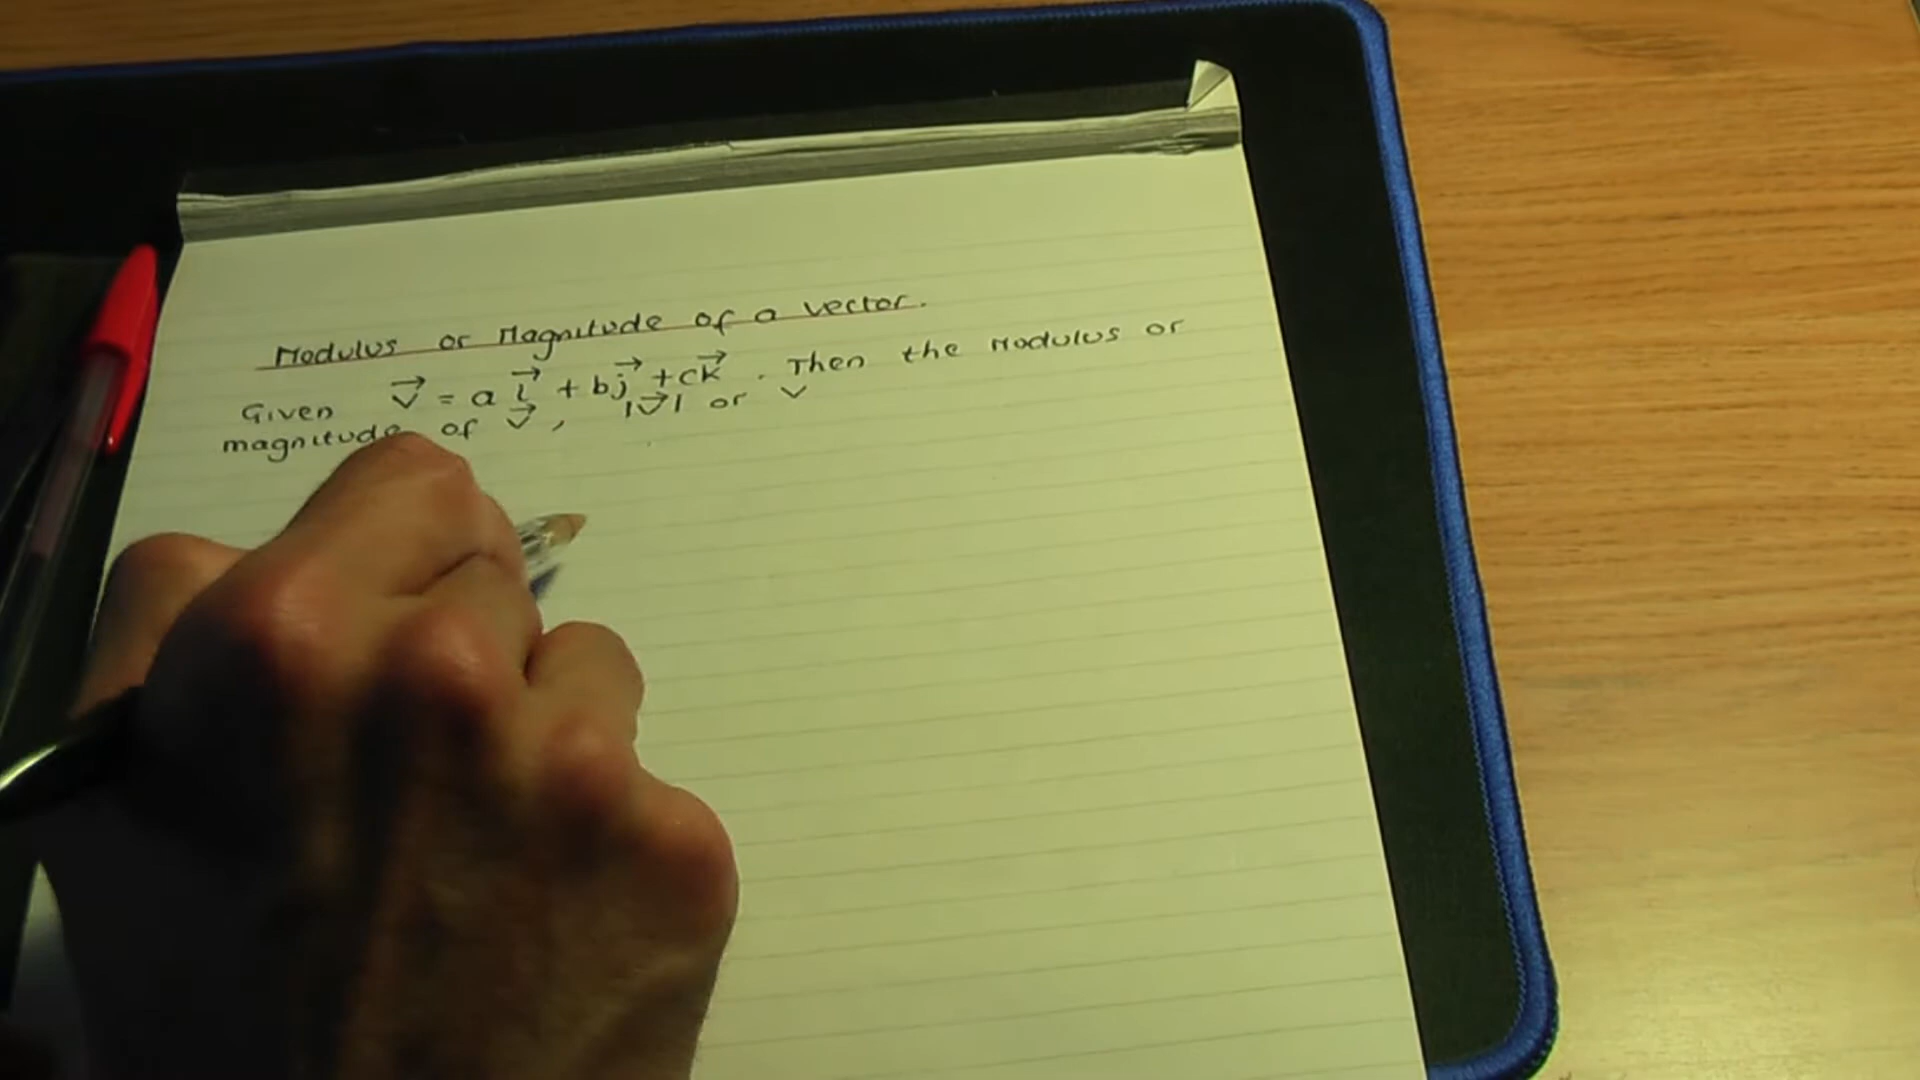 Modulus or Magnitude of a vector.
Given v⃗ = a i⃗ + b j⃗ + c k⃗ . Then the Modulus or
magnitude of v⃗ , |v⃗| or v